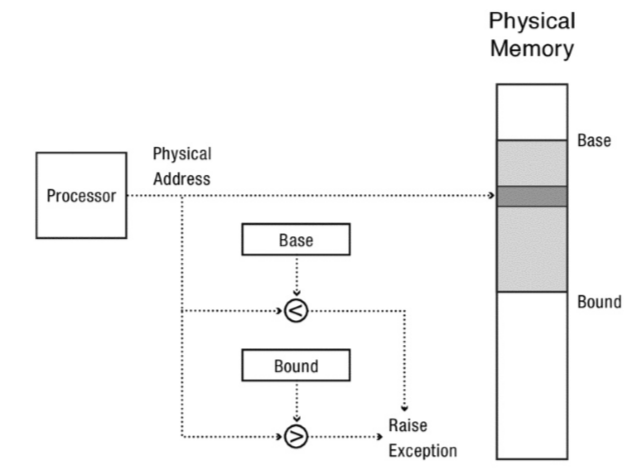 Physical
Memory
Base
Physical
Address
Processor
Base
<
Bound
Bound
>
Raise
Exception